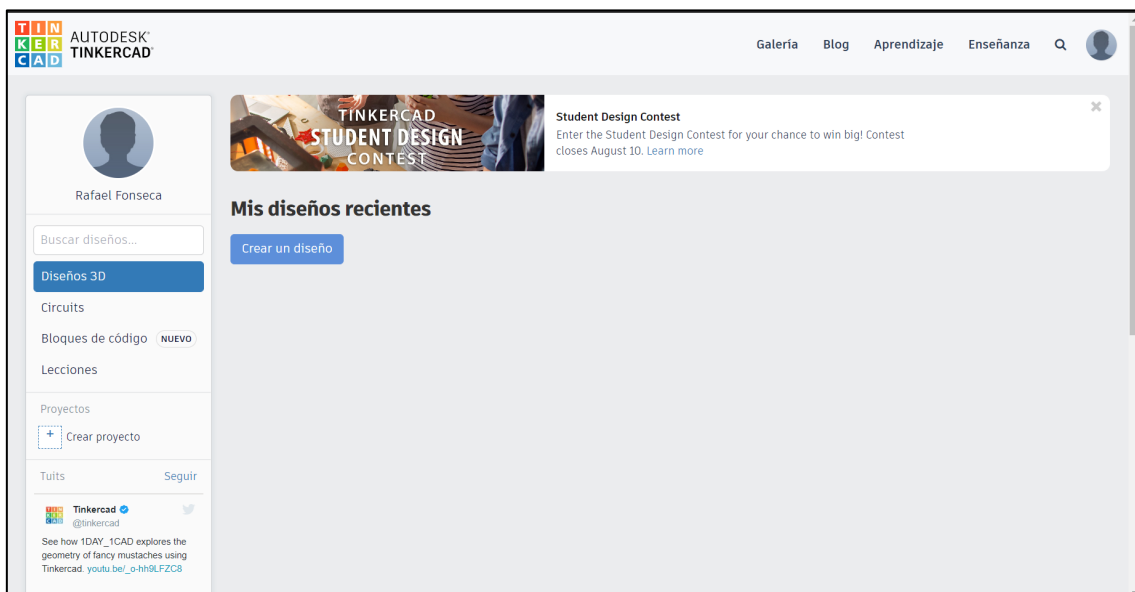 TIN
KER
CAD
AUTODESK®
TINKERCAD®
Galería Blog Aprendizaje Enseñanza
Rafael Fonseca
Buscar diseños...
Diseños 3D
Circuits
Bloques de código NUEVO
Lecciones
Proyectos
+ Crear proyecto
Tuits Seguir
TIN
KER
CAD
Tinkercad
@tinkercad
See how 1DAY_1CAD explores the
geometry of fancy mustaches using
Tinkercad. youtu.be/_o-hh9LFZC8
TINKERCAD
STUDENT DESIGN
CONTEST
Student Design Contest
Enter the Student Design Contest for your chance to win big! Contest
closes August 10. Learn more
Mis diseños recientes
Crear un diseño